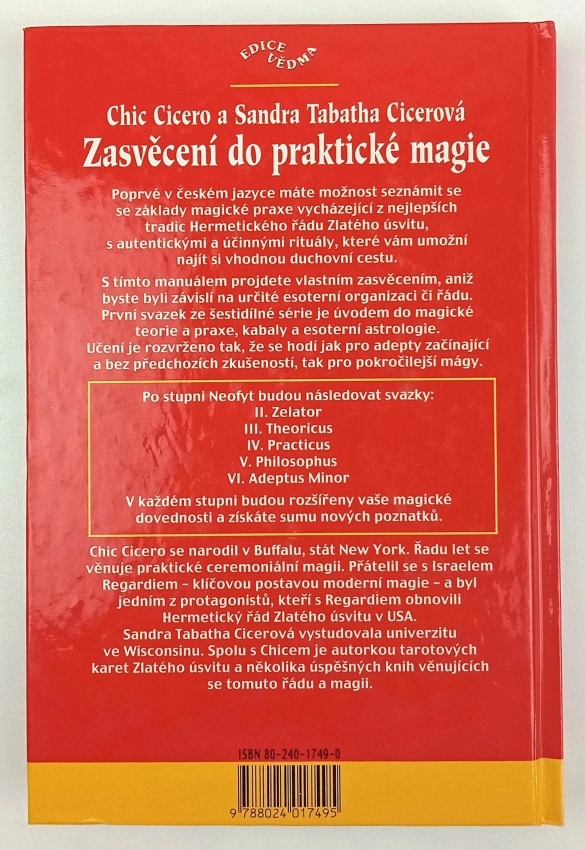 EDICE
VĚDMA
Chic Cicero a Sandra Tabatha Cicerová
Zasvěcení do praktické magie
Poprvé v českém jazyce máte možnost seznámit se
se základy magické praxe vycházející z nejlepších
tradic Hermetického řádu Zlatého úsvitu,
s autentickými a účinnými rituály, které vám umožní
najít si vhodnou duchovní cestu.
S tímto manuálem projdete vlastním zasvěcením, aniž
byste byli závislí na určité esoterní organizaci či řádu.
První svazek ze šestidílné série je úvodem do magické
teorie a praxe, kabaly a esoterní astrologie.
Učení je rozvrženo tak, že se hodí jak pro adepty začínající
a bez předchozích zkušeností, tak pro pokročilejší mágy.
Po stupni Neofyt budou následovat svazky:
II. Zelator
III. Theoricus
IV. Practicus
V. Philosophus
VI. Adeptus Minor
V každém stupni budou rozšířeny vaše magické
dovednosti a získáte sumu nových poznatků.
Chic Cicero se narodil v Buffalu, stát New York. Řadu let se
věnuje praktické ceremoniální magii. Přátelil se s Israelem
Regardiem – klíčovou postavou moderní magie – a byl
jedním z protagonistů, kteří s Regardiem obnovili
Hermetický řád Zlatého úsvitu v USA.
Sandra Tabatha Cicerová vystudovala univerzitu
ve Wisconsinu. Spolu s Chicem je autorkou tarotových
karet Zlatého úsvitu a několika úspěšných knih věnujících
se tomuto řádu a magii.
ISBN 80-240-1749-0
9 788024 017495